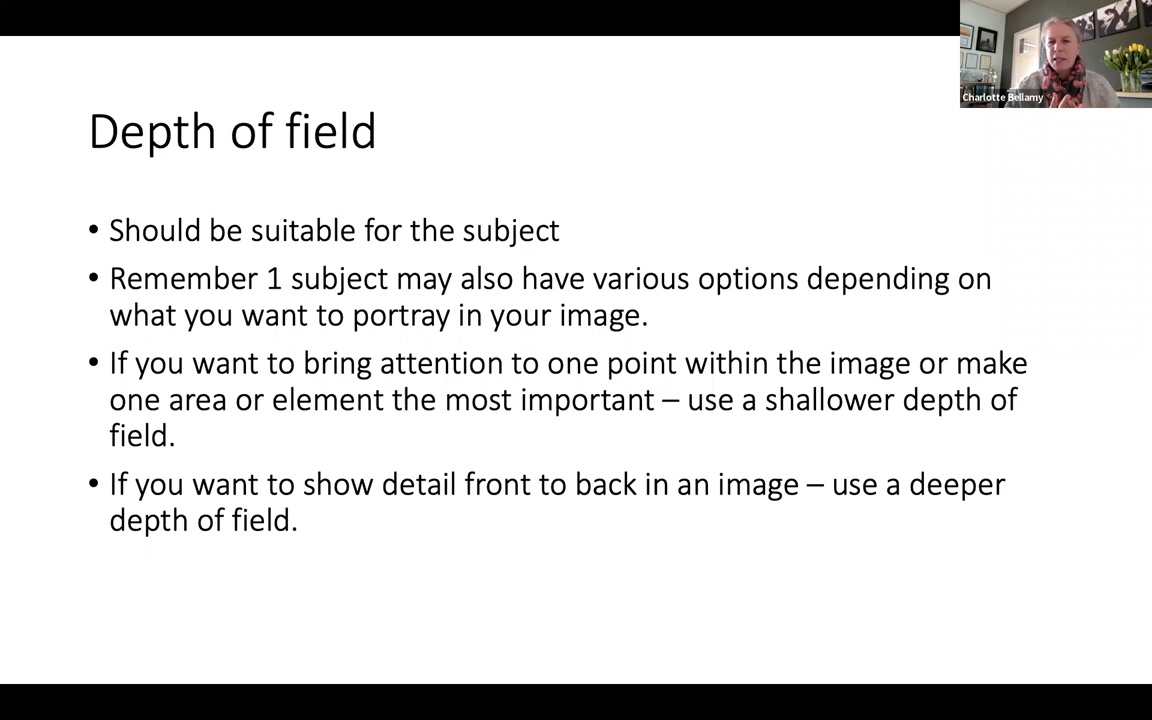 Charlotte Bellamy
Depth of field
• Should be suitable for the subject
• Remember 1 subject may also have various options depending on
what you want to portray in your image.
• If you want to bring attention to one point within the image or make
one area or element the most important – use a shallower depth of
field.
• If you want to show detail front to back in an image – use a deeper
depth of field.